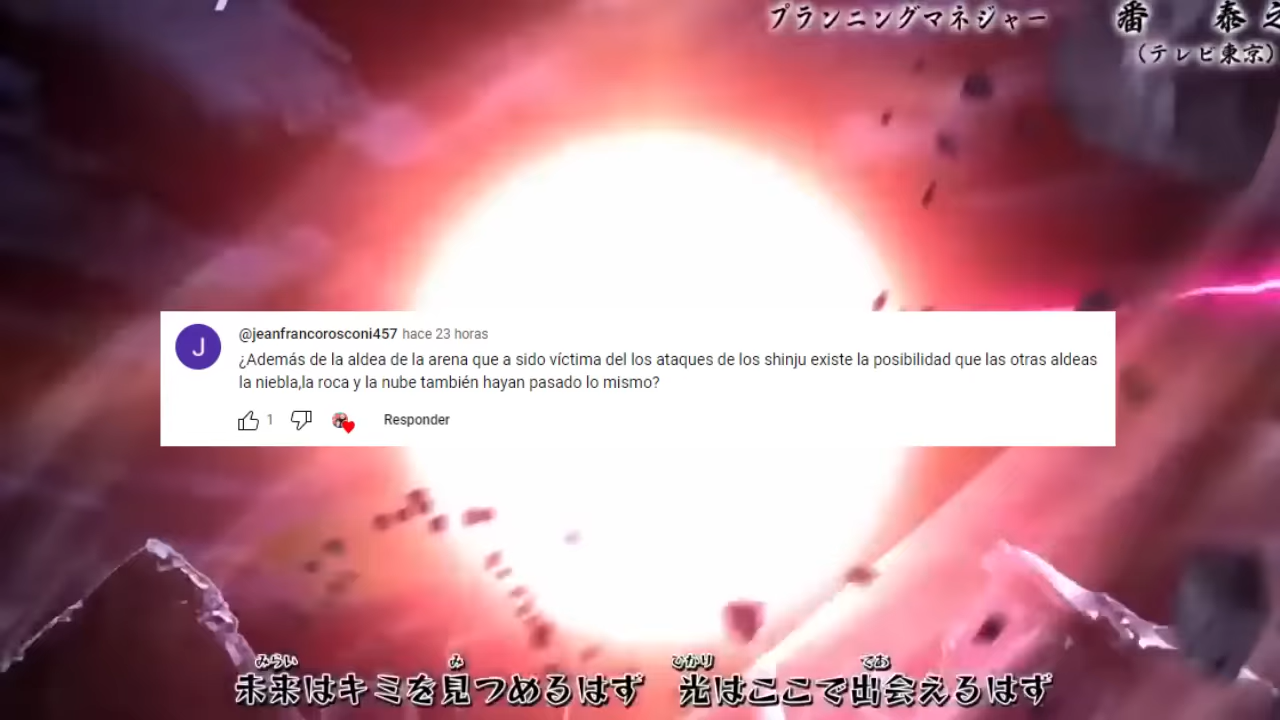 プランニングマネジャー 番 泰之
(テレビ東京)
J
@jeanfrancorosconi457 hace 23 horas
¿Además de la aldea de la arena que a sido víctima del los ataques de los shinju existe la posibilidad que las otras aldeas
la niebla,la roca y la nube también hayan pasado lo mismo?
1 Responder
みらい み ひかり であ
未来はキミを見つめるはず 光はここで出会えるはず